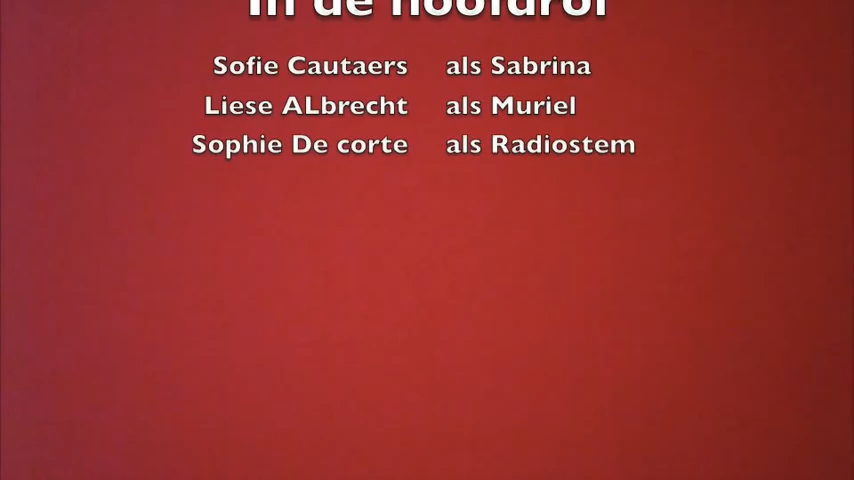 In de hoofdrol
Sofie Cautaers als Sabrina
Liese ALbrecht als Muriel
Sophie De corte als Radiostem